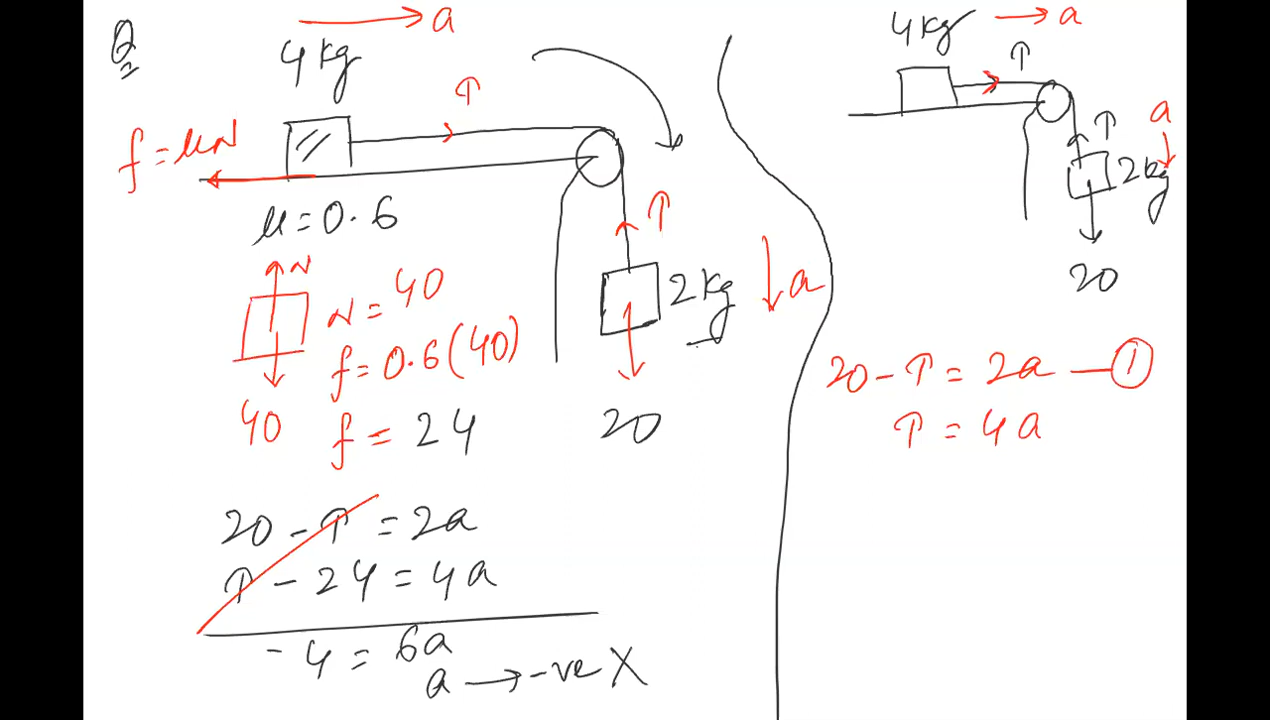 Q
→ a
4 kg
T
f = μN
μ = 0.6
T
N
N = 40
2 kg
↓ a
f = 0.6 (40)
40
f = 24
20
20 - T = 2a
T - 24 = 4a
- 4 = 6a
a → -ve X
4 kg
→ a
T
a
T
2 kg
20
20 - T = 2a — ①
T = 4a